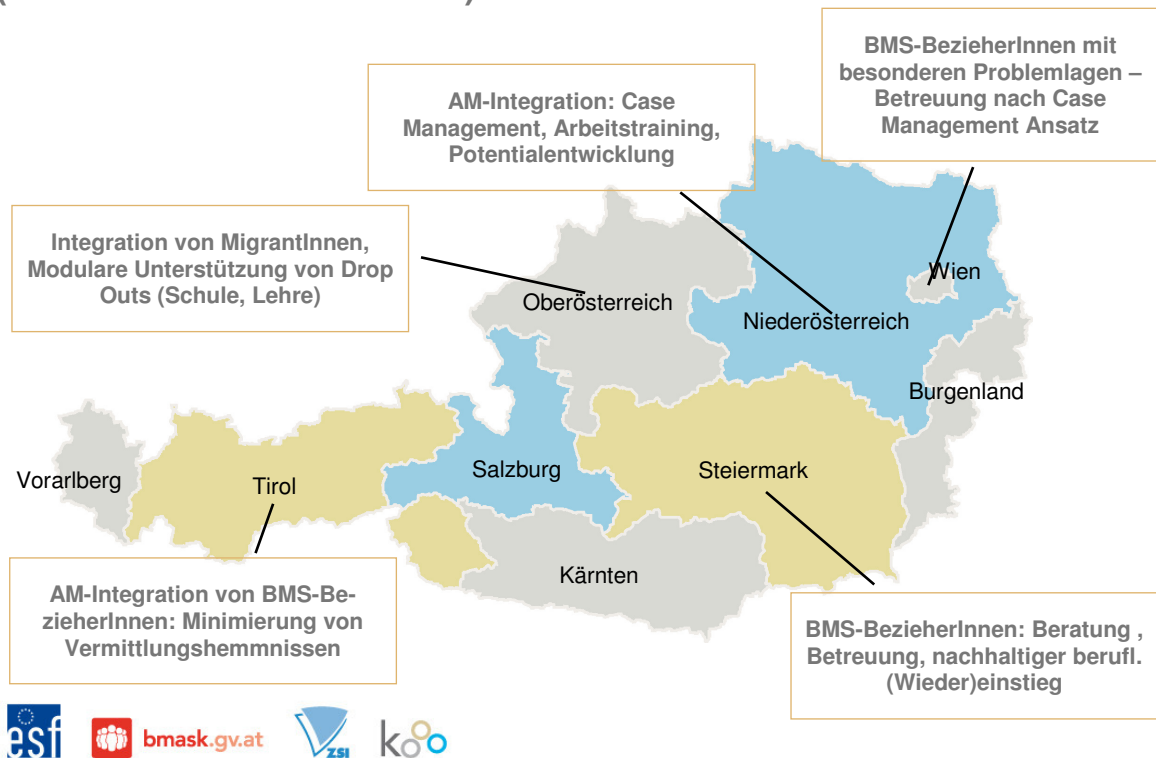 BMS-BezieherInnen mit
besonderen Problemlagen –
Betreuung nach Case
Management Ansatz
AM-Integration: Case
Management, Arbeitstraining,
Potentialentwicklung
Integration von MigrantInnen,
Modulare Unterstützung von Drop
Outs (Schule, Lehre)
Wien
Oberösterreich
Niederösterreich
Burgenland
Vorarlberg
Tirol
Salzburg
Steiermark
Kärnten
AM-Integration von BMS-Be-
zieherInnen: Minimierung von
Vermittlungshemmnissen
BMS-BezieherInnen: Beratung ,
Betreuung, nachhaltiger berufl.
(Wieder)einstieg
esf
bmask.gv.at
ZSI
koo